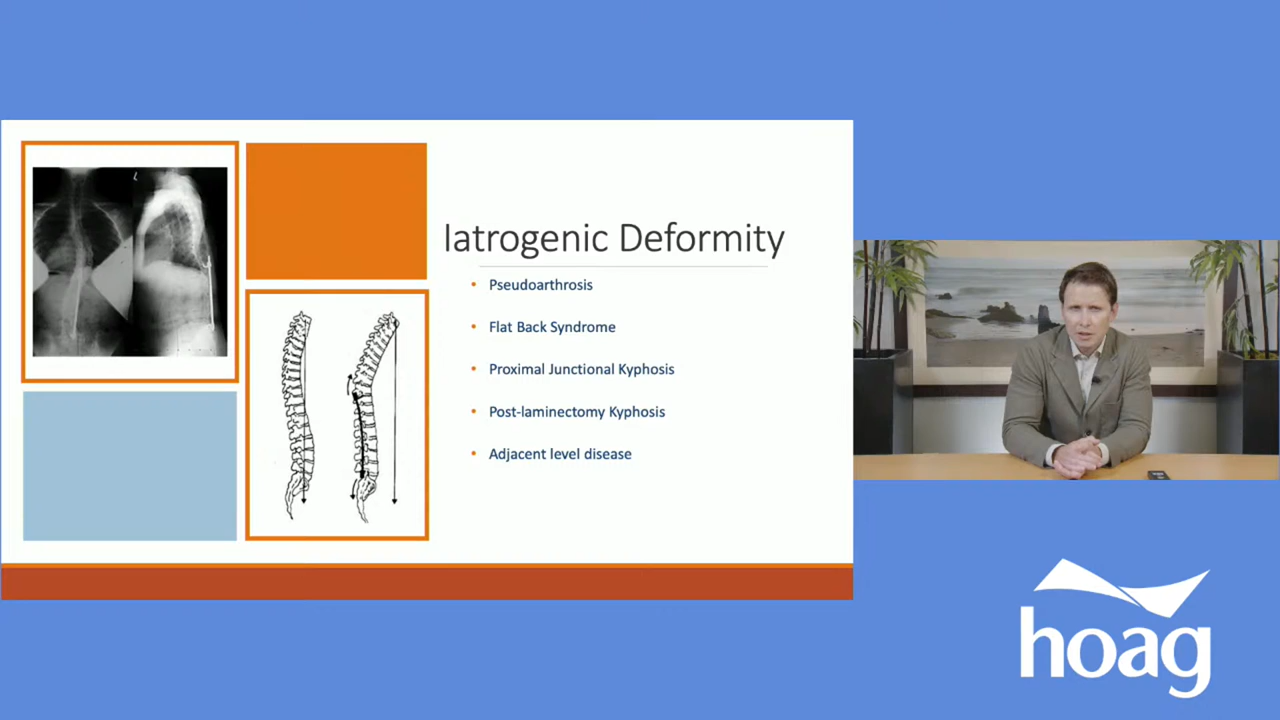 Iatrogenic Deformity
Pseudoarthrosis
Flat Back Syndrome
Proximal Junctional Kyphosis
Post-laminectomy Kyphosis
Adjacent level disease
hoag